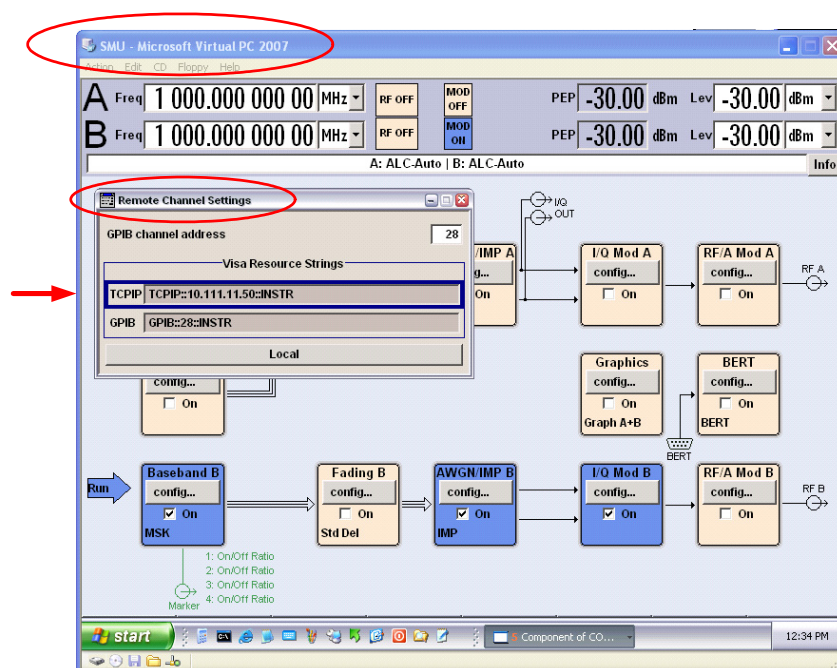 SMU - Microsoft Virtual PC 2007
Action Edit CD Floppy Help
A Freq 1 000.000 000 00 MHz RF OFF MOD OFF PEP -30.00 dBm Lev -30.00 dBm
B Freq 1 000.000 000 00 MHz RF OFF MOD ON PEP -30.00 dBm Lev -30.00 dBm
A: ALC-Auto | B: ALC-Auto Info
Remote Channel Settings
GPIB channel address 28
Visa Resource Strings
TCPIP TCPIP::10.111.11.50::INSTR
GPIB GPIB::28::INSTR
Local
I/Q
OUT
/IMP A
g...
On
I/Q Mod A
config...
On
RF/A Mod A
config...
On
RF A
config...
On
Graphics
config...
On
Graph A+B
BERT
config...
On
BERT
BERT
Run
Baseband B
config...
On
MSK
Fading B
config...
On
Std Del
AWGN/IMP B
config...
On
IMP
I/Q Mod B
config...
On
RF/A Mod B
config...
On
RF B
Marker
1: On/Off Ratio
2: On/Off Ratio
3: On/Off Ratio
4: On/Off Ratio
start
5 Component of CO...
12:34 PM